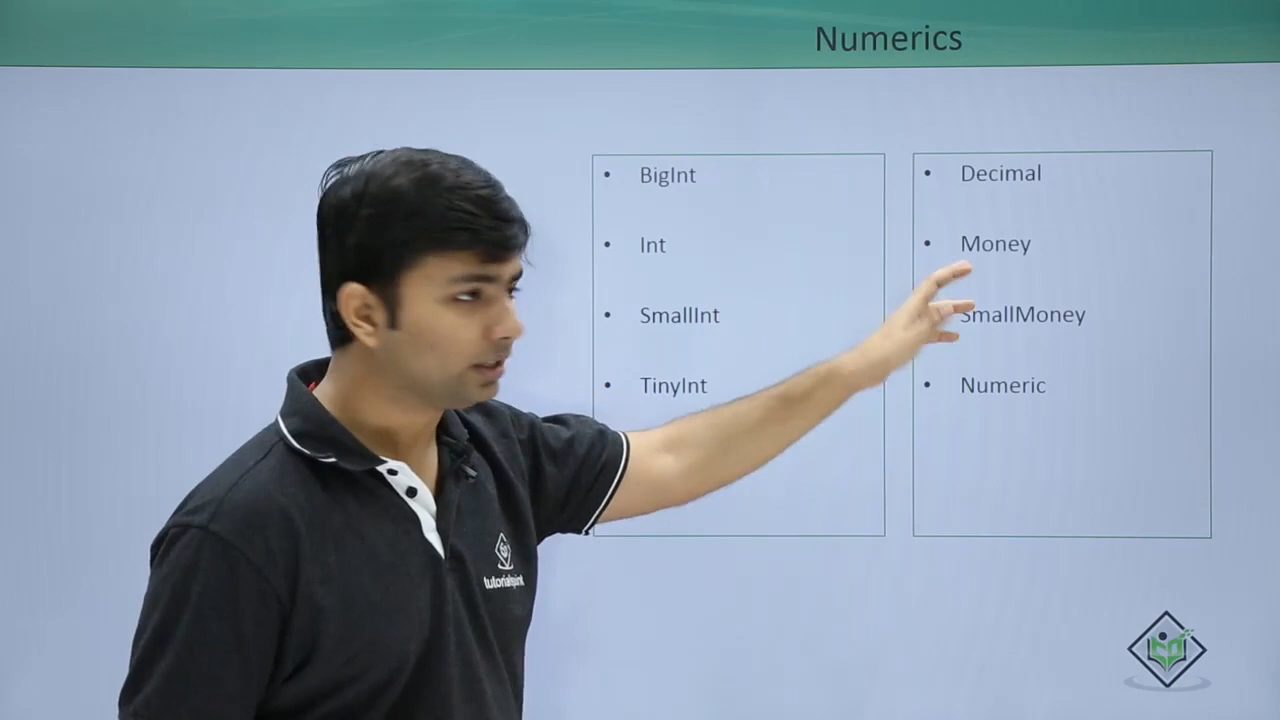 Numerics
• BigInt
• Int
• SmallInt
• TinyInt
• Decimal
• Money
SmallMoney
• Numeric
tutorialspoint